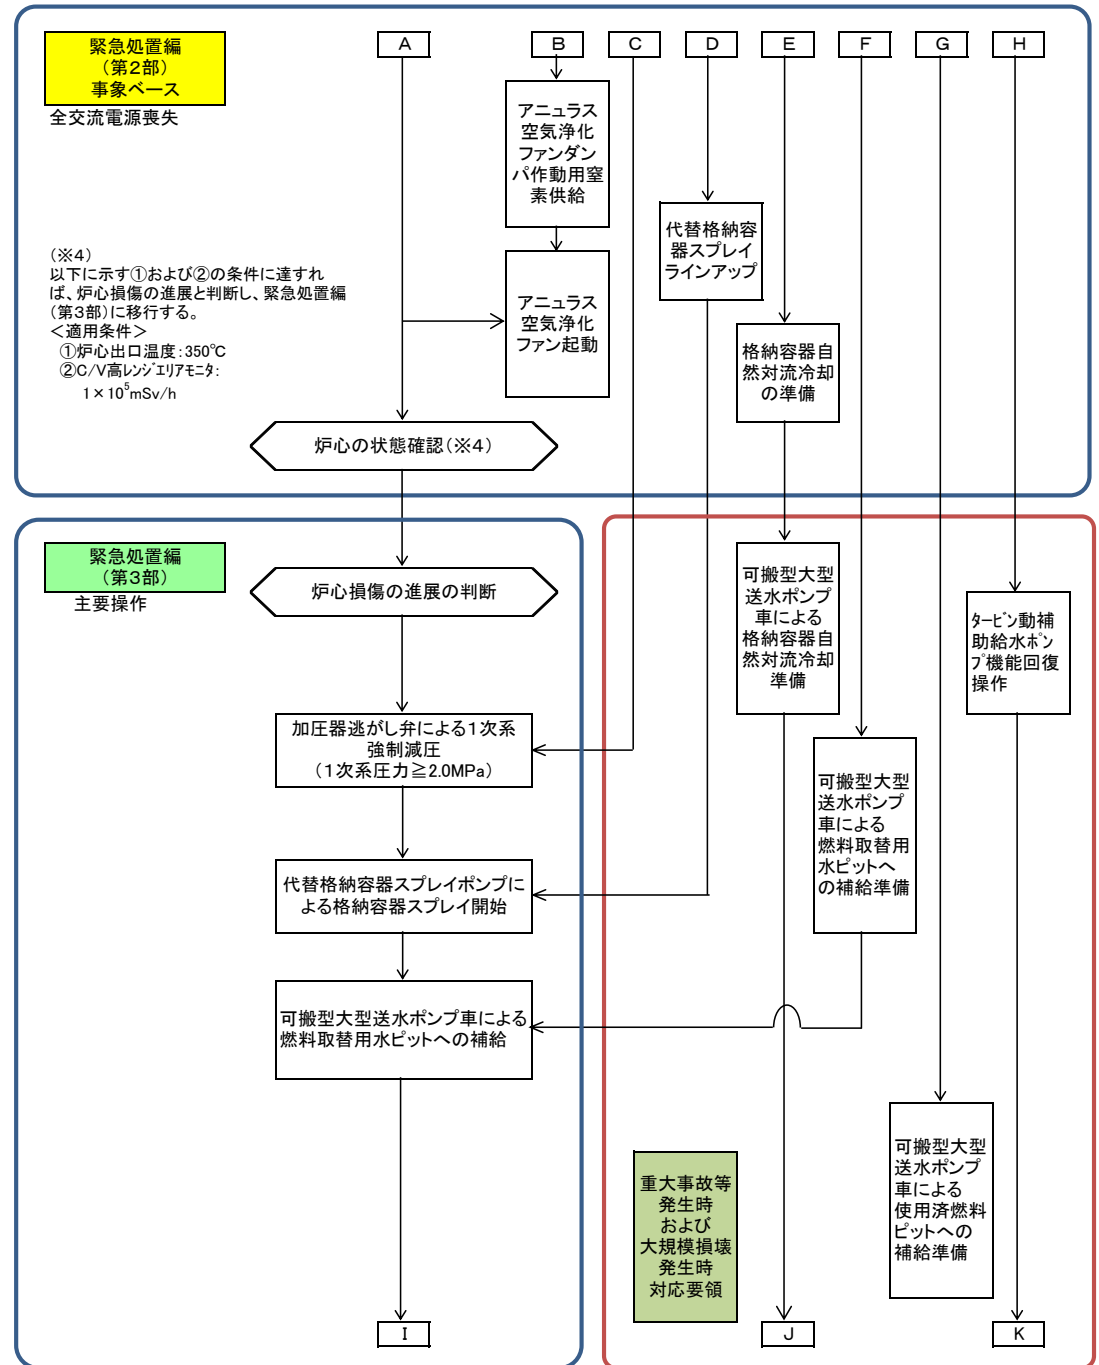 緊急処置編
(第2部)
事象ベース
全交流電源喪失
A
B
C
D
E
F
G
H
アニュラス
空気浄化
ファンダン
パ作動用窒
素供給
代替格納容
器スプレイ
ラインアップ
(※4)
以下に示す①および②の条件に達すれ
ば、炉心損傷の進展と判断し、緊急処置編
(第3部)に移行する。
<適用条件>
①炉心出口温度:350℃
②C/V高レンジエリアモニタ:
1×10⁵mSv/h
アニュラス
空気浄化
ファン起動
格納容器自
然対流冷却
の準備
炉心の状態確認(※4)
緊急処置編
(第3部)
主要操作
炉心損傷の進展の判断
可搬型大型
送水ポンプ
車による
格納容器自
然対流冷却
準備
タービン動補
助給水ポン
プ機能回復
操作
加圧器逃がし弁による1次系
強制減圧
(1次系圧力≧2.0MPa)
可搬型大型
送水ポンプ
車による
燃料取替用
水ピットへ
の補給準備
代替格納容器スプレイポンプに
よる格納容器スプレイ開始
可搬型大型送水ポンプ車による
燃料取替用水ピットへの補給
可搬型大型
送水ポンプ
車による
使用済燃料
ピットへの
補給準備
重大事故等
発生時
および
大規模損壊
発生時
対応要領
I
J
K